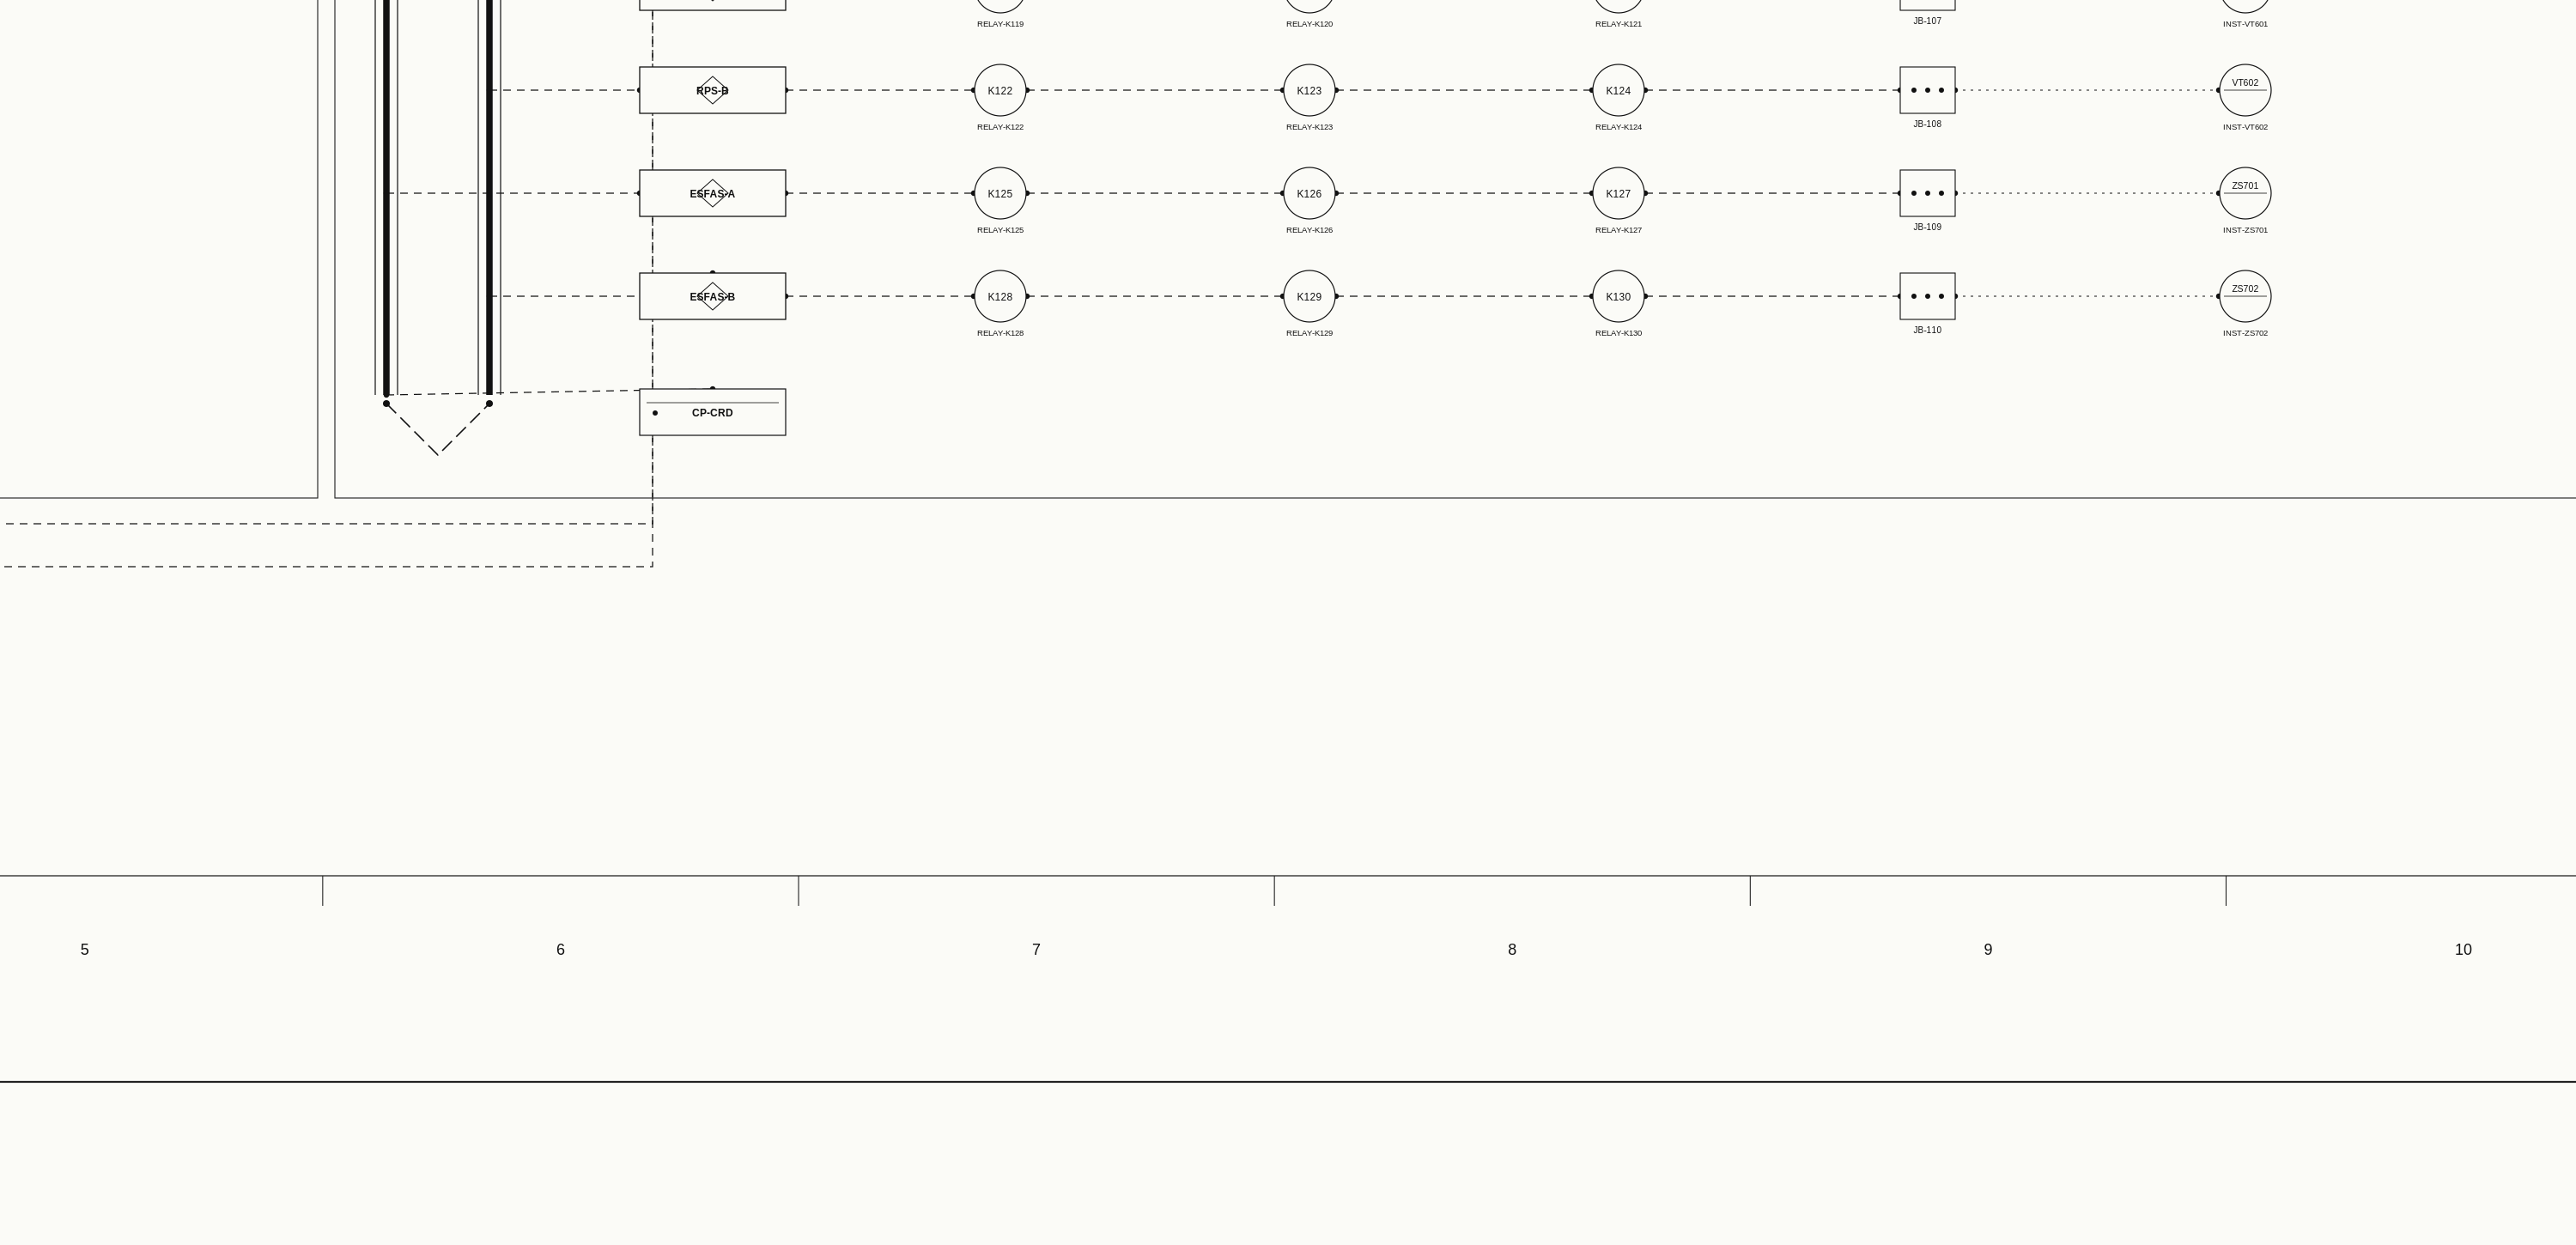 RELAY-K119 RELAY-K120 RELAY-K121 JB-107 INST-VT601
RPS-B K122 K123 K124 VT602
RELAY-K122 RELAY-K123 RELAY-K124 JB-108 INST-VT602
ESFAS-A K125 K126 K127 ZS701
RELAY-K125 RELAY-K126 RELAY-K127 JB-109 INST-ZS701
ESFAS-B K128 K129 K130 ZS702
RELAY-K128 RELAY-K129 RELAY-K130 JB-110 INST-ZS702
CP-CRD
5 6 7 8 9 10